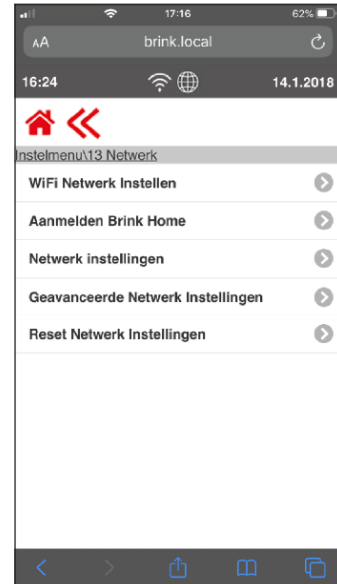 17:16
62%
AA
brink.local
16:24
14.1.2018
Instelmenu\13 Netwerk
WiFi Netwerk Instellen
Aanmelden Brink Home
Netwerk instellingen
Geavanceerde Netwerk Instellingen
Reset Netwerk Instellingen